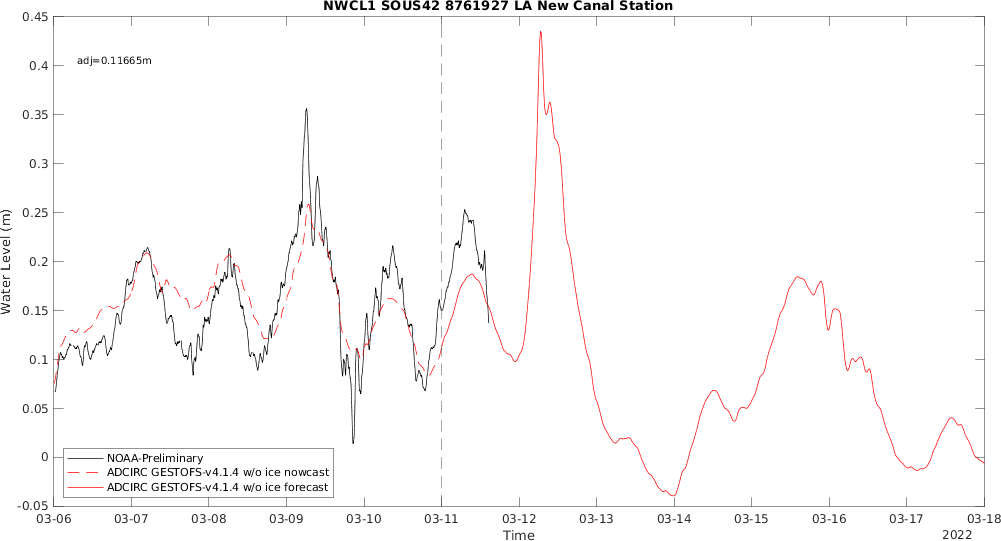 NWCL1 SOUS42 8761927 LA New Canal Station
0.45
0.4
0.35
0.3
0.25
0.2
0.15
0.1
0.05
0
-0.05
Water Level (m)
adj=0.11665m
NOAA-Preliminary
ADCIRC GESTOFS-v4.1.4 w/o ice nowcast
ADCIRC GESTOFS-v4.1.4 w/o ice forecast
03-06 03-07 03-08 03-09 03-10 03-11 03-12 03-13 03-14 03-15 03-16 03-17 03-18
Time
2022